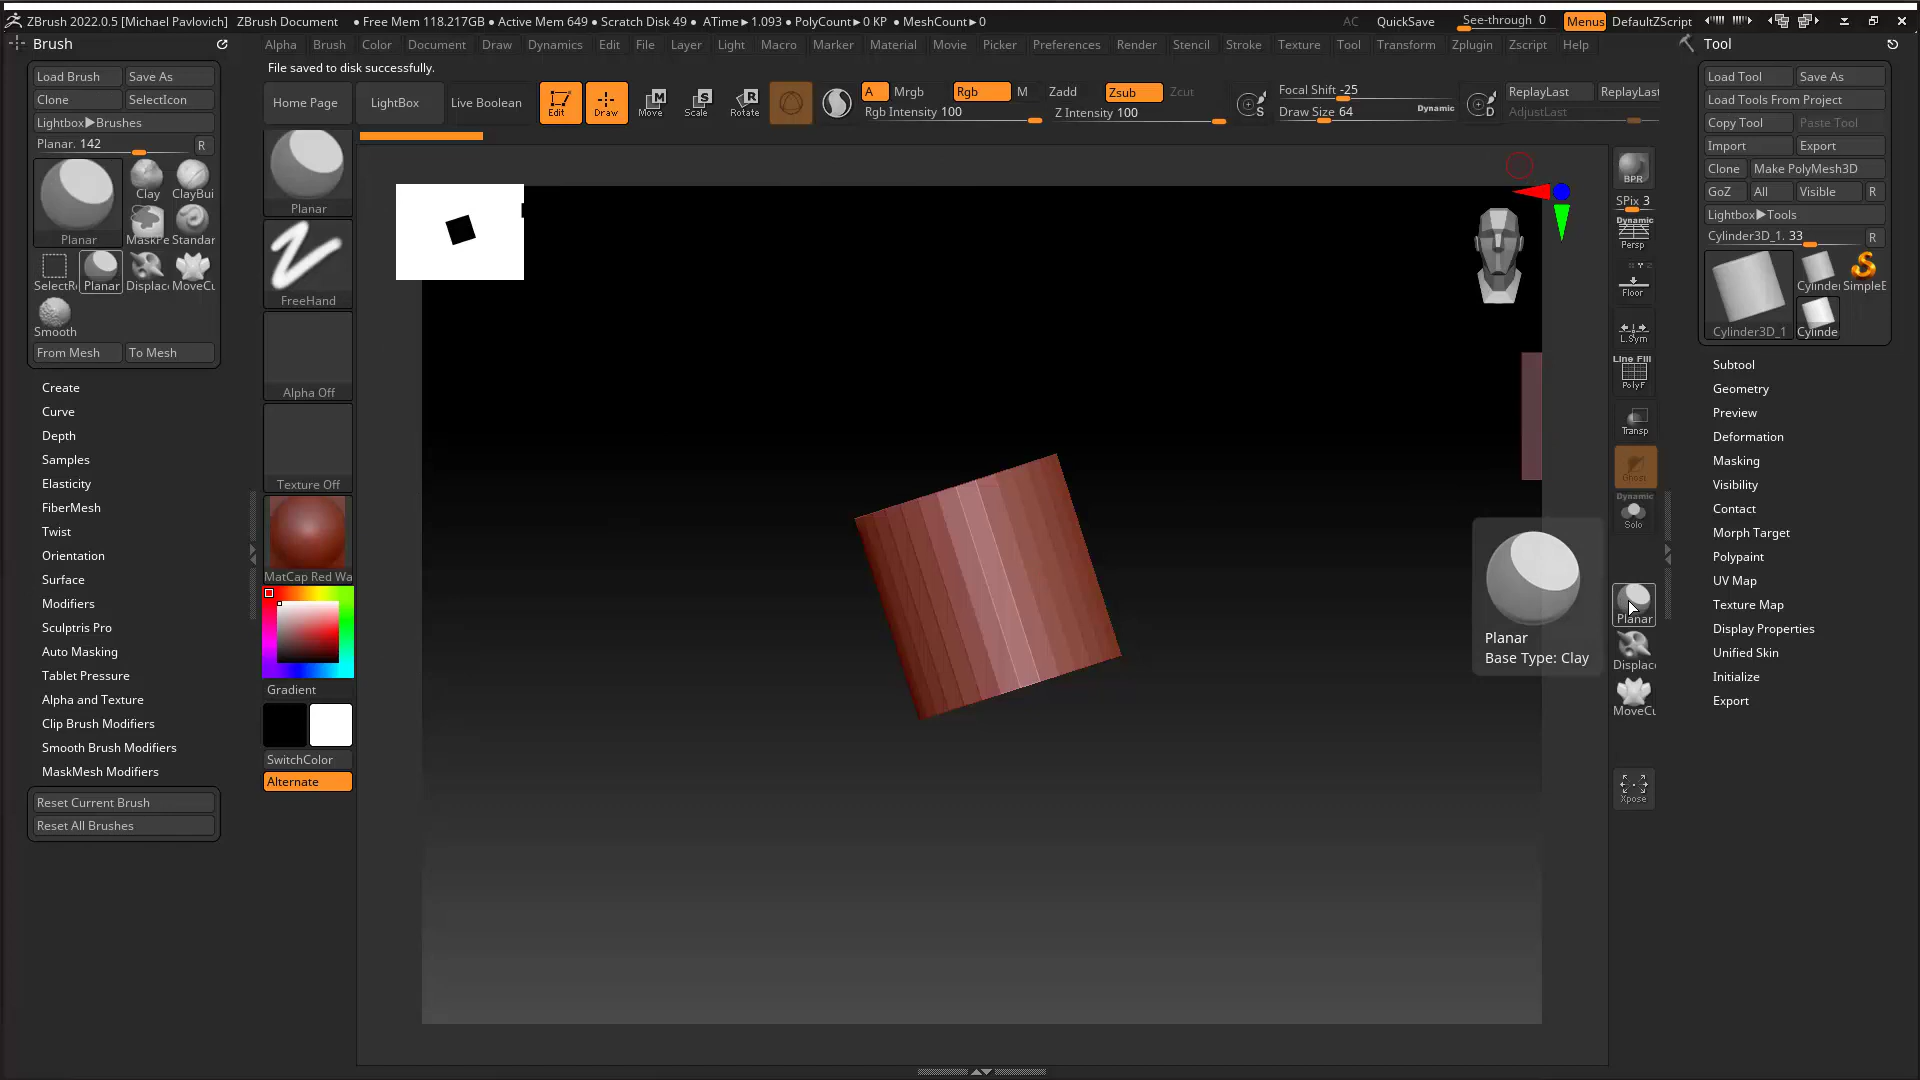 ZBrush 2022.0.5 [Michael Pavlovich] ZBrush Document ● Free Mem 118.217GB ● Active Mem 649 ● Scratch Disk 49 ● ATime►1.093 ● PolyCount►0 KP ● MeshCount►0 AC QuickSave See-through 0 Menus DefaultZScript
Brush
Alpha Brush Color Document Draw Dynamics Edit File Layer Light Macro Marker Material Movie Picker Preferences Render Stencil Stroke Texture Tool Transform Zplugin Zscript Help
Tool
File saved to disk successfully.
Load Brush Save As
Clone SelectIcon
Lightbox►Brushes
Planar. 142 R
Planar
Clay
ClayBui
MaskPe
Standar
SelectRe
Planar
Displac
MoveCu
Smooth
From Mesh To Mesh
Create
Curve
Depth
Samples
Elasticity
FiberMesh
Twist
Orientation
Surface
Modifiers
Sculptris Pro
Auto Masking
Tablet Pressure
Alpha and Texture
Clip Brush Modifiers
Smooth Brush Modifiers
MaskMesh Modifiers
Reset Current Brush
Reset All Brushes
Home Page LightBox Live Boolean Edit Draw Move Scale Rotate
A Mrgb Rgb M Zadd Zsub Zcut
Rgb Intensity 100 Z Intensity 100
Focal Shift -25
Draw Size 64 Dynamic
S
D
ReplayLast ReplayLast
AdjustLast
Planar
FreeHand
Alpha Off
Texture Off
MatCap Red Wa
Gradient
SwitchColor
Alternate
Planar
Base Type: Clay
BPR
SPix 3
Dynamic
Persp
Floor
L.Sym
Line Fill
PolyF
Transp
Ghost
Dynamic
Solo
Planar
Displac
MoveCu
Xpose
Load Tool Save As
Load Tools From Project
Copy Tool Paste Tool
Import Export
Clone Make PolyMesh3D
GoZ All Visible R
Lightbox►Tools
Cylinder3D_1. 33 R
Cylinder3D_1
Cylinder
SimpleB
Cylinde
Subtool
Geometry
Preview
Deformation
Masking
Visibility
Contact
Morph Target
Polypaint
UV Map
Texture Map
Display Properties
Unified Skin
Initialize
Export